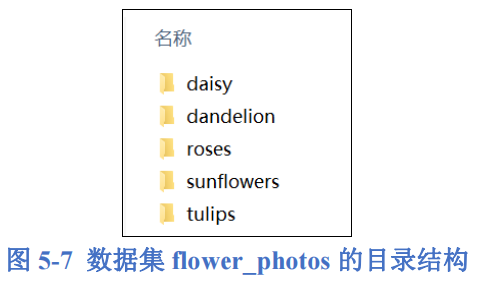 名称
daisy
dandelion
roses
sunflowers
tulips
图 5-7 数据集 flower_photos 的目录结构